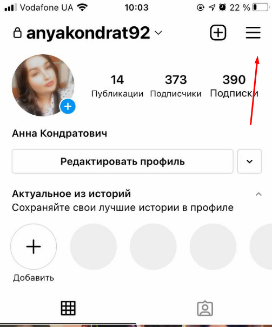 Vodafone UA 10:03 22 %
anyakondrat92
14 373 390
Публикации Подписчики Подписки
Анна Кондратович
Редактировать профиль
Актуальное из историй
Сохраняйте свои лучшие истории в профиле
Добавить